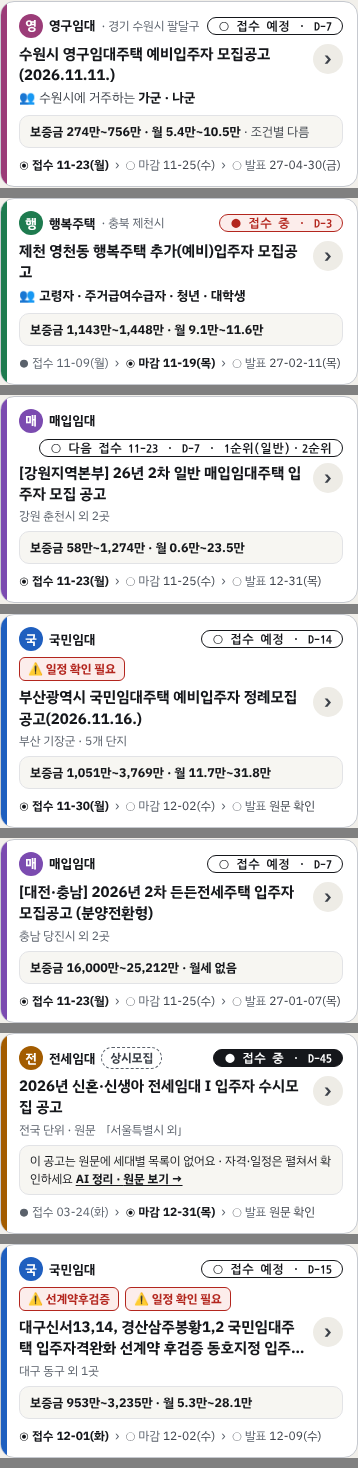 영 영구임대 · 경기 수원시 팔달구 ○ 접수 예정 · D-7
수원시 영구임대주택 예비입주자 모집공고
(2026.11.11.)
👥 수원시에 거주하는 가군 · 나군
보증금 274만~756만 · 월 5.4만~10.5만 · 조건별 다름
◉ 접수 11-23(월) › ○ 마감 11-25(수) › ○ 발표 27-04-30(금)
행 행복주택 · 충북 제천시 ● 접수 중 · D-3
제천 영천동 행복주택 추가(예비)입주자 모집공
고
👥 고령자 · 주거급여수급자 · 청년 · 대학생
보증금 1,143만~1,448만 · 월 9.1만~11.6만
● 접수 11-09(월) › ◉ 마감 11-19(목) › ○ 발표 27-02-11(목)
매 매입임대
○ 다음 접수 11-23 · D-7 · 1순위(일반) · 2순위
[강원지역본부] 26년 2차 일반 매입임대주택 입
주자 모집 공고
강원 춘천시 외 2곳
보증금 58만~1,274만 · 월 0.6만~23.5만
◉ 접수 11-23(월) › ○ 마감 11-25(수) › ○ 발표 12-31(목)
국 국민임대 ○ 접수 예정 · D-14
⚠️ 일정 확인 필요
부산광역시 국민임대주택 예비입주자 정례모집
공고(2026.11.16.)
부산 기장군 · 5개 단지
보증금 1,051만~3,769만 · 월 11.7만~31.8만
◉ 접수 11-30(월) › ○ 마감 12-02(수) › ○ 발표 원문 확인
매 매입임대 ○ 접수 예정 · D-7
[대전·충남] 2026년 2차 든든전세주택 입주자
모집공고 (분양전환형)
충남 당진시 외 2곳
보증금 16,000만~25,212만 · 월세 없음
◉ 접수 11-23(월) › ○ 마감 11-25(수) › ○ 발표 27-01-07(목)
전 전세임대 상시모집 ● 접수 중 · D-45
2026년 신혼·신생아 전세임대 I 입주자 수시모
집 공고
전국 단위 · 원문 「서울특별시 외」
이 공고는 원문에 세대별 목록이 없어요 · 자격·일정은 펼쳐서 확
인하세요 AI 정리 · 원문 보기 →
● 접수 03-24(화) › ◉ 마감 12-31(목) › ○ 발표 원문 확인
국 국민임대 ○ 접수 예정 · D-15
⚠️ 선계약후검증 ⚠️ 일정 확인 필요
대구신서13,14, 경산삼주봉황1,2 국민임대주
택 입주자격완화 선계약 후검증 동호지정 입주...
대구 동구 외 1곳
보증금 953만~3,235만 · 월 5.3만~28.1만
◉ 접수 12-01(화) › ○ 마감 12-02(수) › ○ 발표 12-09(수)